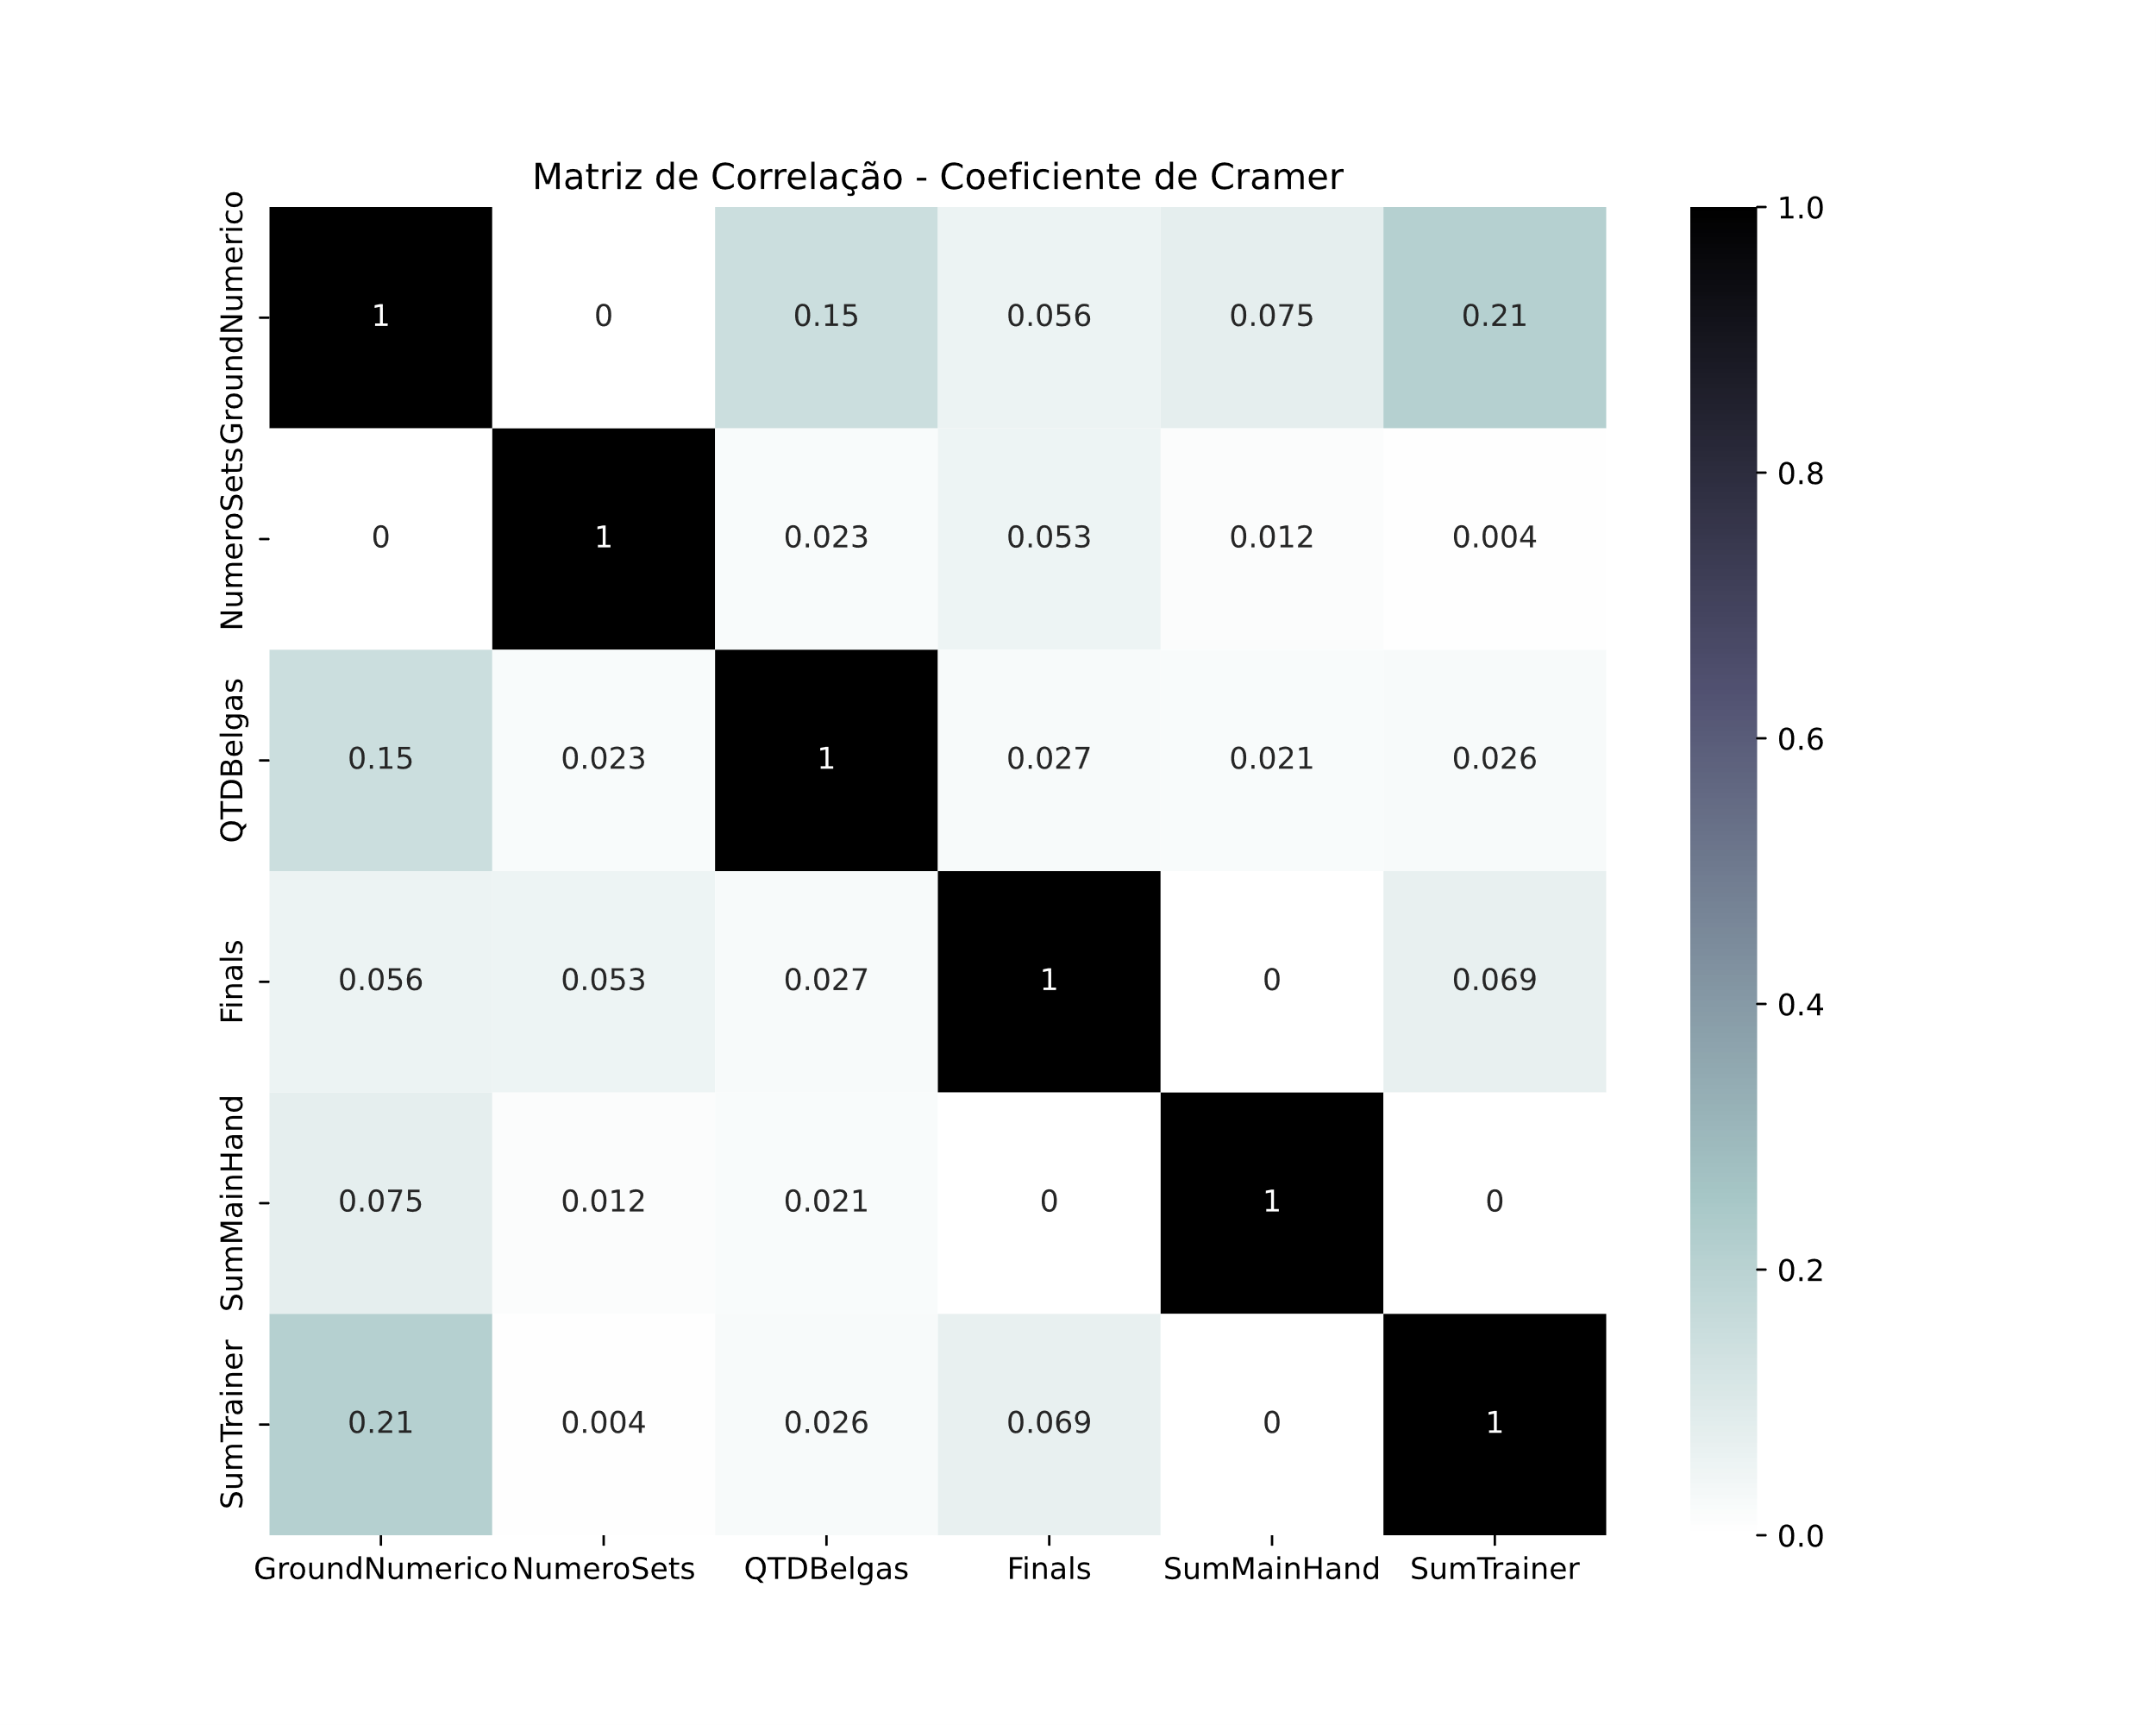 Matriz de Correlação - Coeficiente de Cramer
GroundNumerico 1 0 0.15 0.056 0.075 0.21
NumeroSets 0 1 0.023 0.053 0.012 0.004
QTDBelgas 0.15 0.023 1 0.027 0.021 0.026
Finals 0.056 0.053 0.027 1 0 0.069
SumMainHand 0.075 0.012 0.021 0 1 0
SumTrainer 0.21 0.004 0.026 0.069 0 1
GroundNumerico NumeroSets QTDBelgas Finals SumMainHand SumTrainer
1.0
0.8
0.6
0.4
0.2
0.0